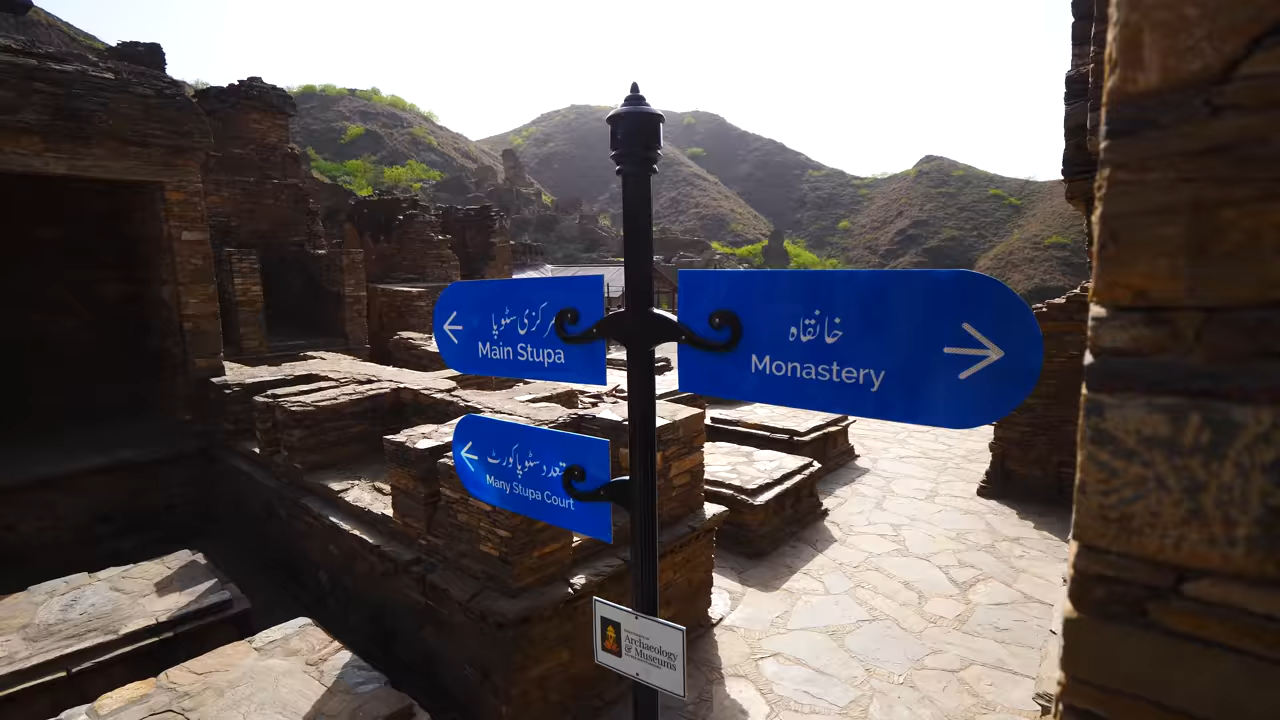 مرکزی سٹوپا
Main Stupa
خانقاہ
Monastery
متعدد سٹوپا کورٹ
Many Stupa Court
Archaeology
& Museums